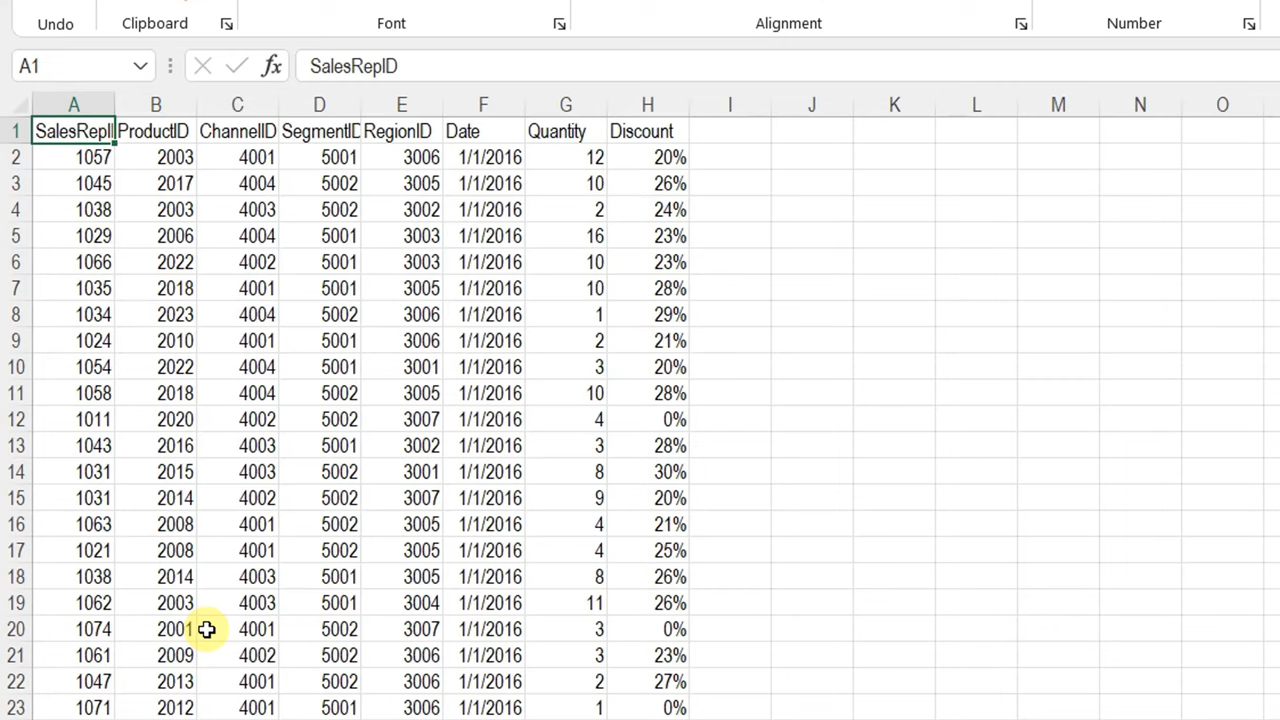 Undo Clipboard Font Alignment Number
A1 fx SalesRepID
A B C D E F G H I J K L M N O
1 SalesRepI ProductID ChannelID SegmentID RegionID Date Quantity Discount
2 1057 2003 4001 5001 3006 1/1/2016 12 20%
3 1045 2017 4004 5002 3005 1/1/2016 10 26%
4 1038 2003 4003 5002 3002 1/1/2016 2 24%
5 1029 2006 4004 5001 3003 1/1/2016 16 23%
6 1066 2022 4002 5001 3003 1/1/2016 10 23%
7 1035 2018 4001 5001 3005 1/1/2016 10 28%
8 1034 2023 4004 5008 3006 1/1/2016 1 29%
9 1024 2010 4001 5001 3006 1/1/2016 2 21%
10 1054 2022 4004 5001 3001 1/1/2016 3 20%
11 1058 2018 4004 5002 3005 1/1/2016 10 28%
12 1011 2020 4002 5002 3007 1/1/2016 4 0%
13 1043 2016 4003 5001 3002 1/1/2016 3 28%
14 1031 2015 4003 5002 3001 1/1/2016 8 30%
15 1031 2014 4002 5002 3007 1/1/2016 9 20%
16 1063 2008 4001 5002 3005 1/1/2016 4 21%
17 1021 2008 4001 5002 3005 1/1/2016 4 25%
18 1038 2014 4003 5001 3005 1/1/2016 8 26%
19 1062 2003 4003 5001 3004 1/1/2016 11 26%
20 1074 2001 4001 5002 3007 1/1/2016 3 0%
21 1061 2009 4002 5002 3006 1/1/2016 3 23%
22 1047 2013 4001 5002 3006 1/1/2016 2 27%
23 1071 2012 4001 5001 3006 1/1/2016 1 0%